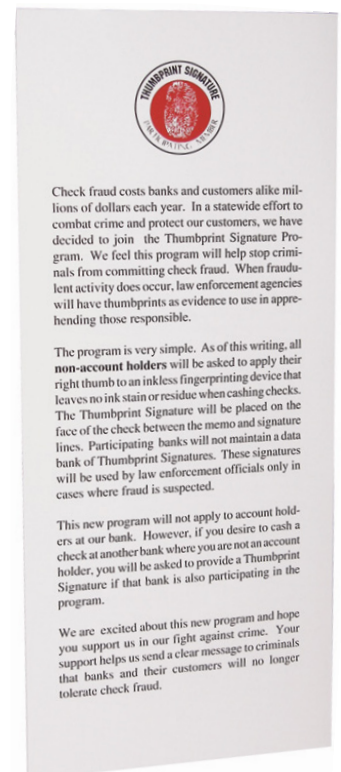 THUMBPRINT SIGNATURE
PARTICIPATING MEMBER
Check fraud costs banks and customers alike mil-
lions of dollars each year. In a statewide effort to
combat crime and protect our customers, we have
decided to join the Thumbprint Signature Pro-
gram. We feel this program will help stop crimi-
nals from committing check fraud. When fraudu-
lent activity does occur, law enforcement agencies
will have thumbprints as evidence to use in appre-
hending those responsible.
The program is very simple. As of this writing, all
non-account holders will be asked to apply their
right thumb to an inkless fingerprinting device that
leaves no ink stain or residue when cashing checks.
The Thumbprint Signature will be placed on the
face of the check between the memo and signature
lines. Participating banks will not maintain a data
bank of Thumbprint Signatures. These signatures
will be used by law enforcement officials only in
cases where fraud is suspected.
This new program will not apply to account hold-
ers at our bank. However, if you desire to cash a
check at another bank where you are not an account
holder, you will be asked to provide a Thumbprint
Signature if that bank is also participating in the
program.
We are excited about this new program and hope
you support us in our fight against crime. Your
support helps us send a clear message to criminals
that banks and their customers will no longer
tolerate check fraud.